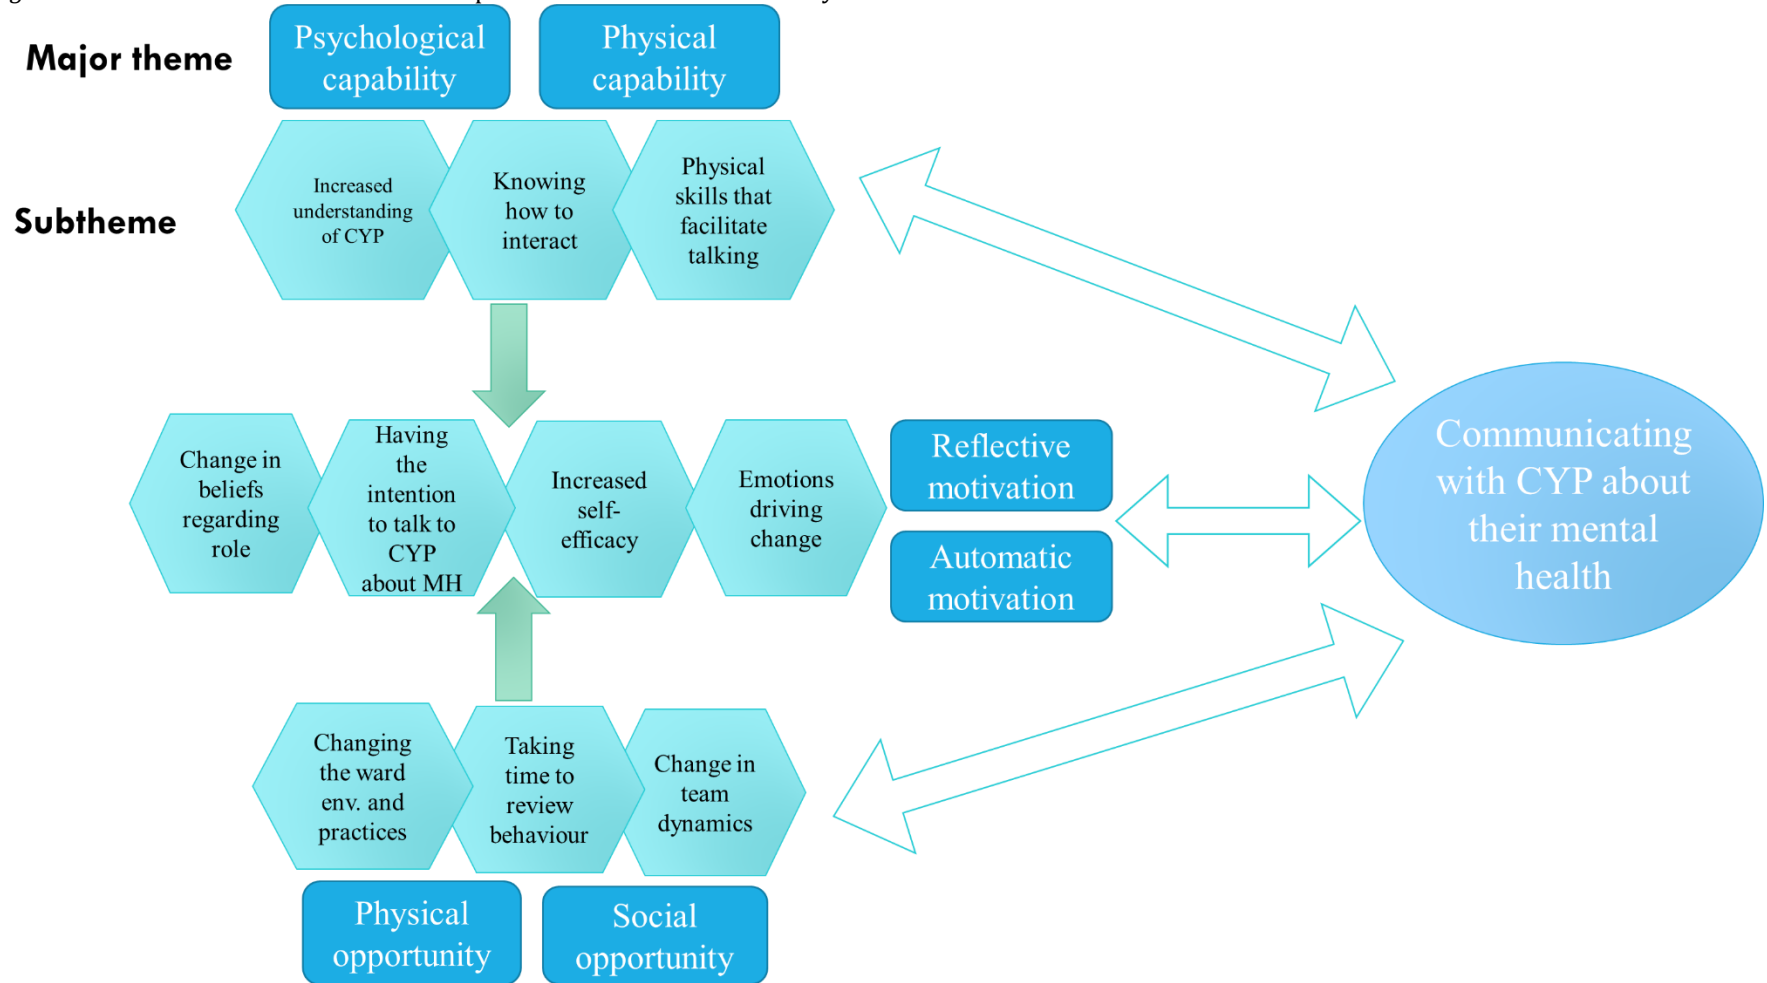 Major theme
Psychological
capability
Physical
capability
Subtheme
Increased
understanding
of CYP
Knowing
how to
interact
Physical
skills that
facilitate
talking
Change in
beliefs
regarding
role
Having
the
intention
to talk to
CYP
about MH
Increased
self-
efficacy
Emotions
driving
change
Reflective
motivation
Automatic
motivation
Communicating
with CYP about
their mental
health
Changing
the ward
env. and
practices
Taking
time to
review
behaviour
Change in
team
dynamics
Physical
opportunity
Social
opportunity